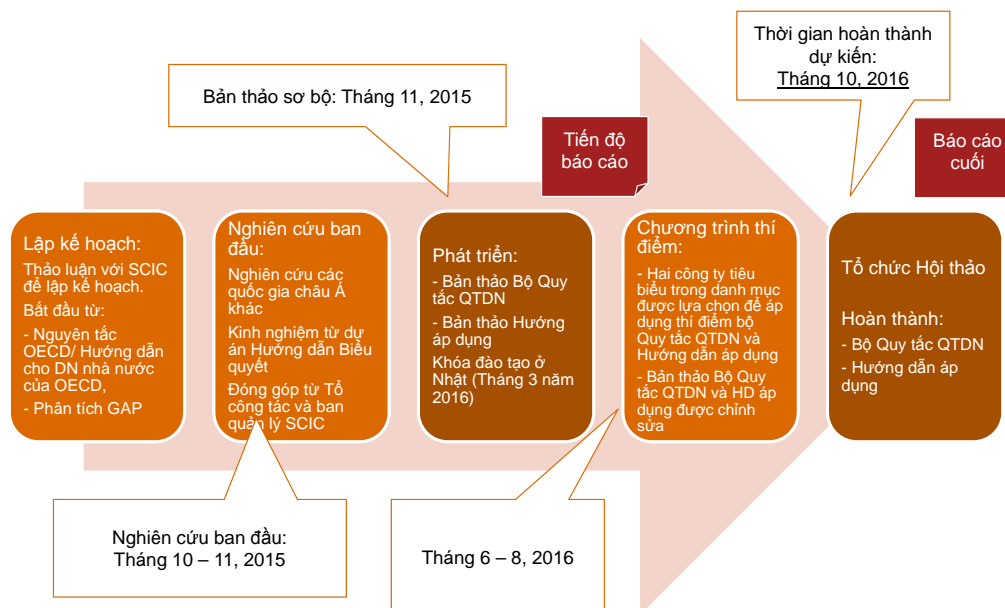 Thời gian hoàn thành
dự kiến:
Tháng 10, 2016
Bản thảo sơ bộ: Tháng 11, 2015
Tiến độ
báo cáo
Báo cáo
cuối
Lập kế hoạch:
Thảo luận với SCIC
để lập kế hoạch.
Bắt đầu từ:
- Nguyên tắc
OECD/ Hướng dẫn
cho DN nhà nước
của OECD,
- Phân tích GAP
Nghiên cứu ban
đầu:
Nghiên cứu các
quốc gia châu Á
khác
Kinh nghiệm từ dự
án Hướng dẫn Biểu
quyết
Đóng góp từ Tổ
công tác và ban
quản lý SCIC
Phát triển:
- Bản thảo Bộ Quy
tắc QTDN
- Bản thảo Hướng
áp dụng
Khóa đào tạo ở
Nhật (Tháng 3 năm
2016)
Chương trình thí
điểm:
- Hai công ty tiêu
biểu trong danh mục
được lựa chọn để áp
dụng thí điểm bộ
Quy tắc QTDN và
Hướng dẫn áp dụng
- Bản thảo Bộ Quy
tắc QTDN và HD áp
dụng được chỉnh
sửa
Tổ chức Hội thảo
Hoàn thành:
- Bộ Quy tắc QTDN
- Hướng dẫn áp
dụng
Nghiên cứu ban đầu:
Tháng 10 – 11, 2015
Tháng 6 – 8, 2016